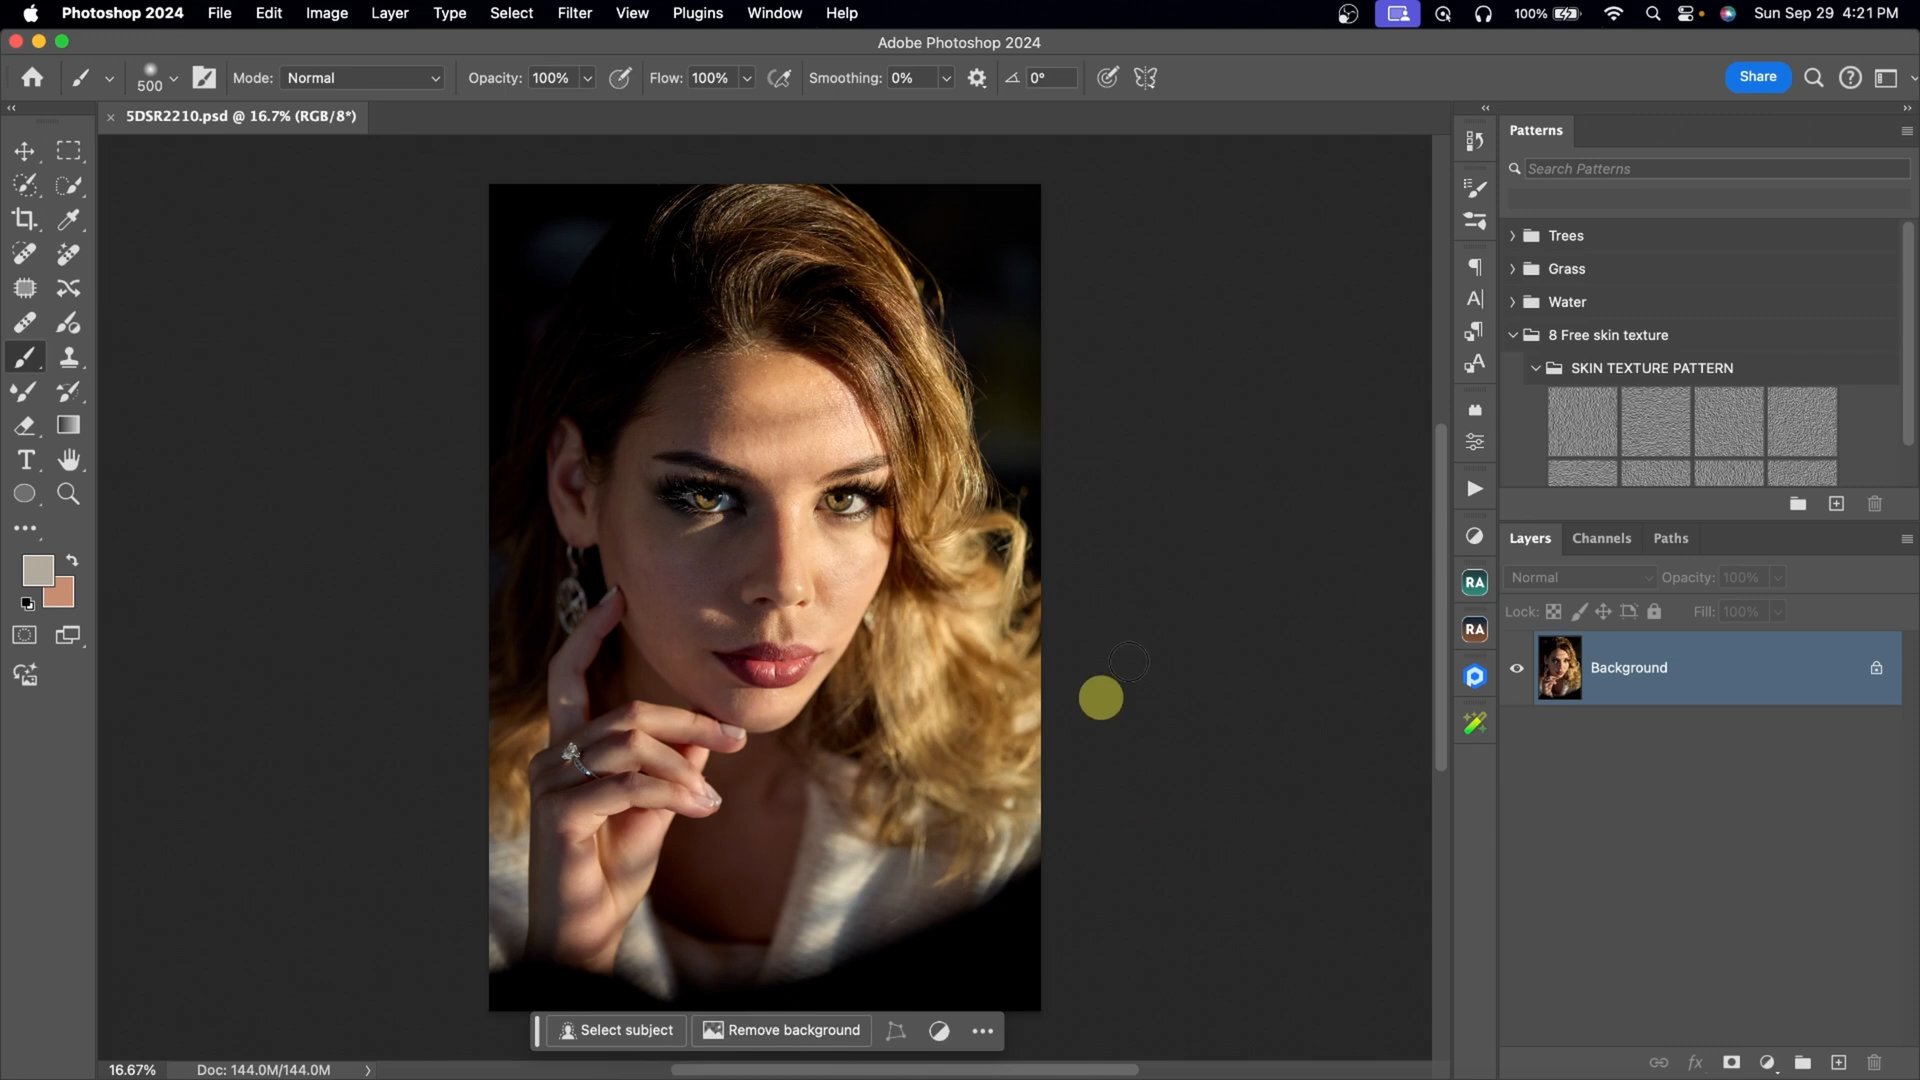 Photoshop 2024 File Edit Image Layer Type Select Filter View Plugins Window Help 100% Sun Sep 29 4:21 PM
Adobe Photoshop 2024
500 Mode: Normal Opacity: 100% Flow: 100% Smoothing: 0% 0° Share
5DSR2210.psd @ 16.7% (RGB/8*)
Patterns
Search Patterns
Trees
Grass
Water
8 Free skin texture
SKIN TEXTURE PATTERN
Layers Channels Paths
Normal Opacity: 100%
Lock: Fill: 100%
RA
RA
Background
Select subject Remove background
16.67% Doc: 144.0M/144.0M